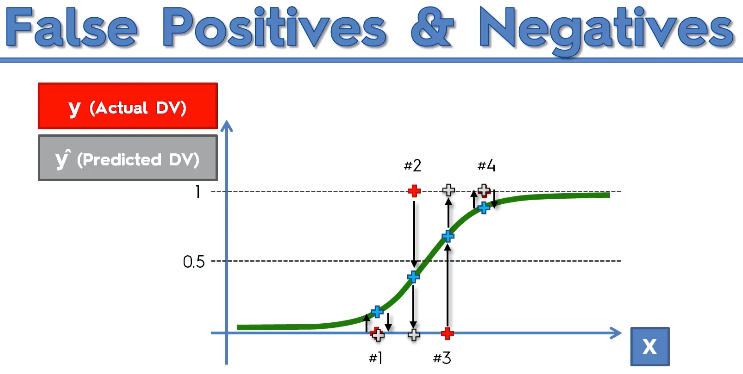 False Positives & Negatives
y (Actual DV)
y^ (Predicted DV)
#2
#4
1
0.5
#1
#3
X